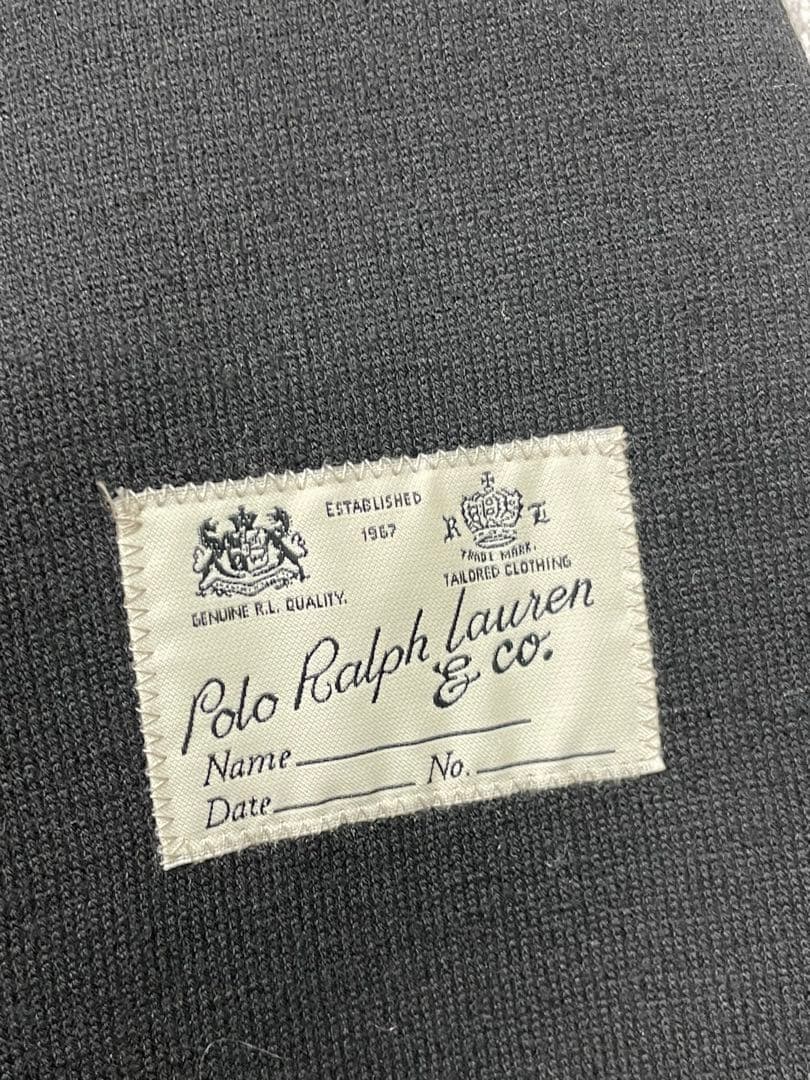 ESTABLISHED
1967
R L
TRADE MARK.
TAILORED CLOTHING
GENUINE R.L. QUALITY.
Polo Ralph Lauren
& co.
Name
Date No.